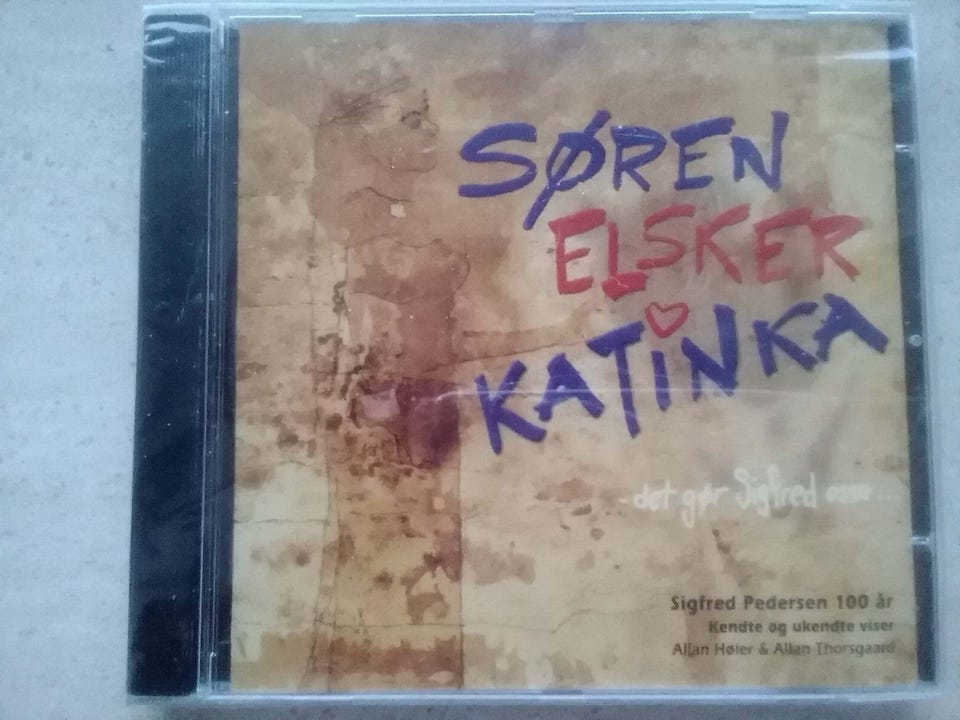 SØREN
ELSKER
KATiNKA
- det gør Sigfred osse...
Sigfred Pedersen 100 år
Kendte og ukendte viser
Allan Høier & Allan Thorsgaard